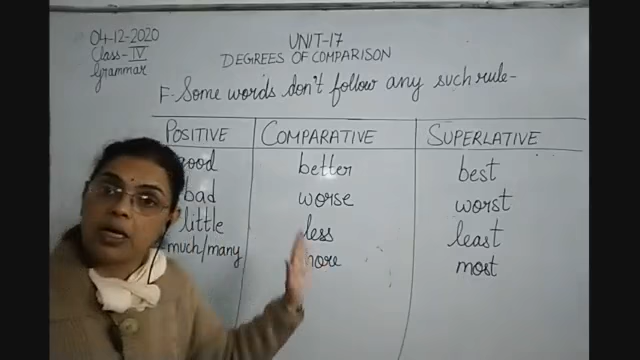 04-12-2020
Class-IV
Grammar
UNIT-17
DEGREES OF COMPARISON
F. Some words don't follow any such rule-
POSITIVE COMPARATIVE SUPERLATIVE
good better best
bad worse worst
little less least
much/many more most